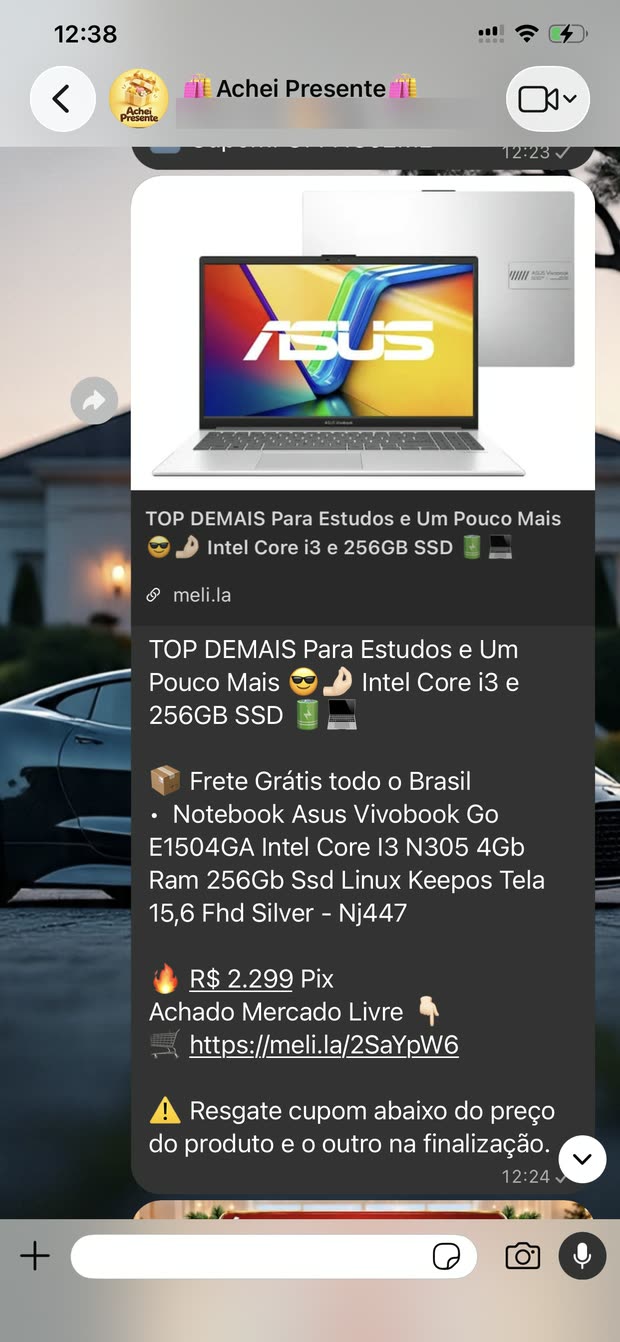 12:38
🛍️Achei Presente🛍️
Achei
Presente
12:23
ASUS Vivobook
ASUS
ASUS Vivobook
TOP DEMAIS Para Estudos e Um Pouco Mais
😎🤌🏻 Intel Core i3 e 256GB SSD 🔋💻
meli.la
TOP DEMAIS Para Estudos e Um
Pouco Mais 😎🤌🏻 Intel Core i3 e
256GB SSD 🔋💻
📦 Frete Grátis todo o Brasil
• Notebook Asus Vivobook Go
E1504GA Intel Core I3 N305 4Gb
Ram 256Gb Ssd Linux Keepos Tela
15,6 Fhd Silver - Nj447
🔥 R$ 2.299 Pix
Achado Mercado Livre 👇🏻
🛒 https://meli.la/2SaYpW6
⚠️ Resgate cupom abaixo do preço
do produto e o outro na finalização.
12:24